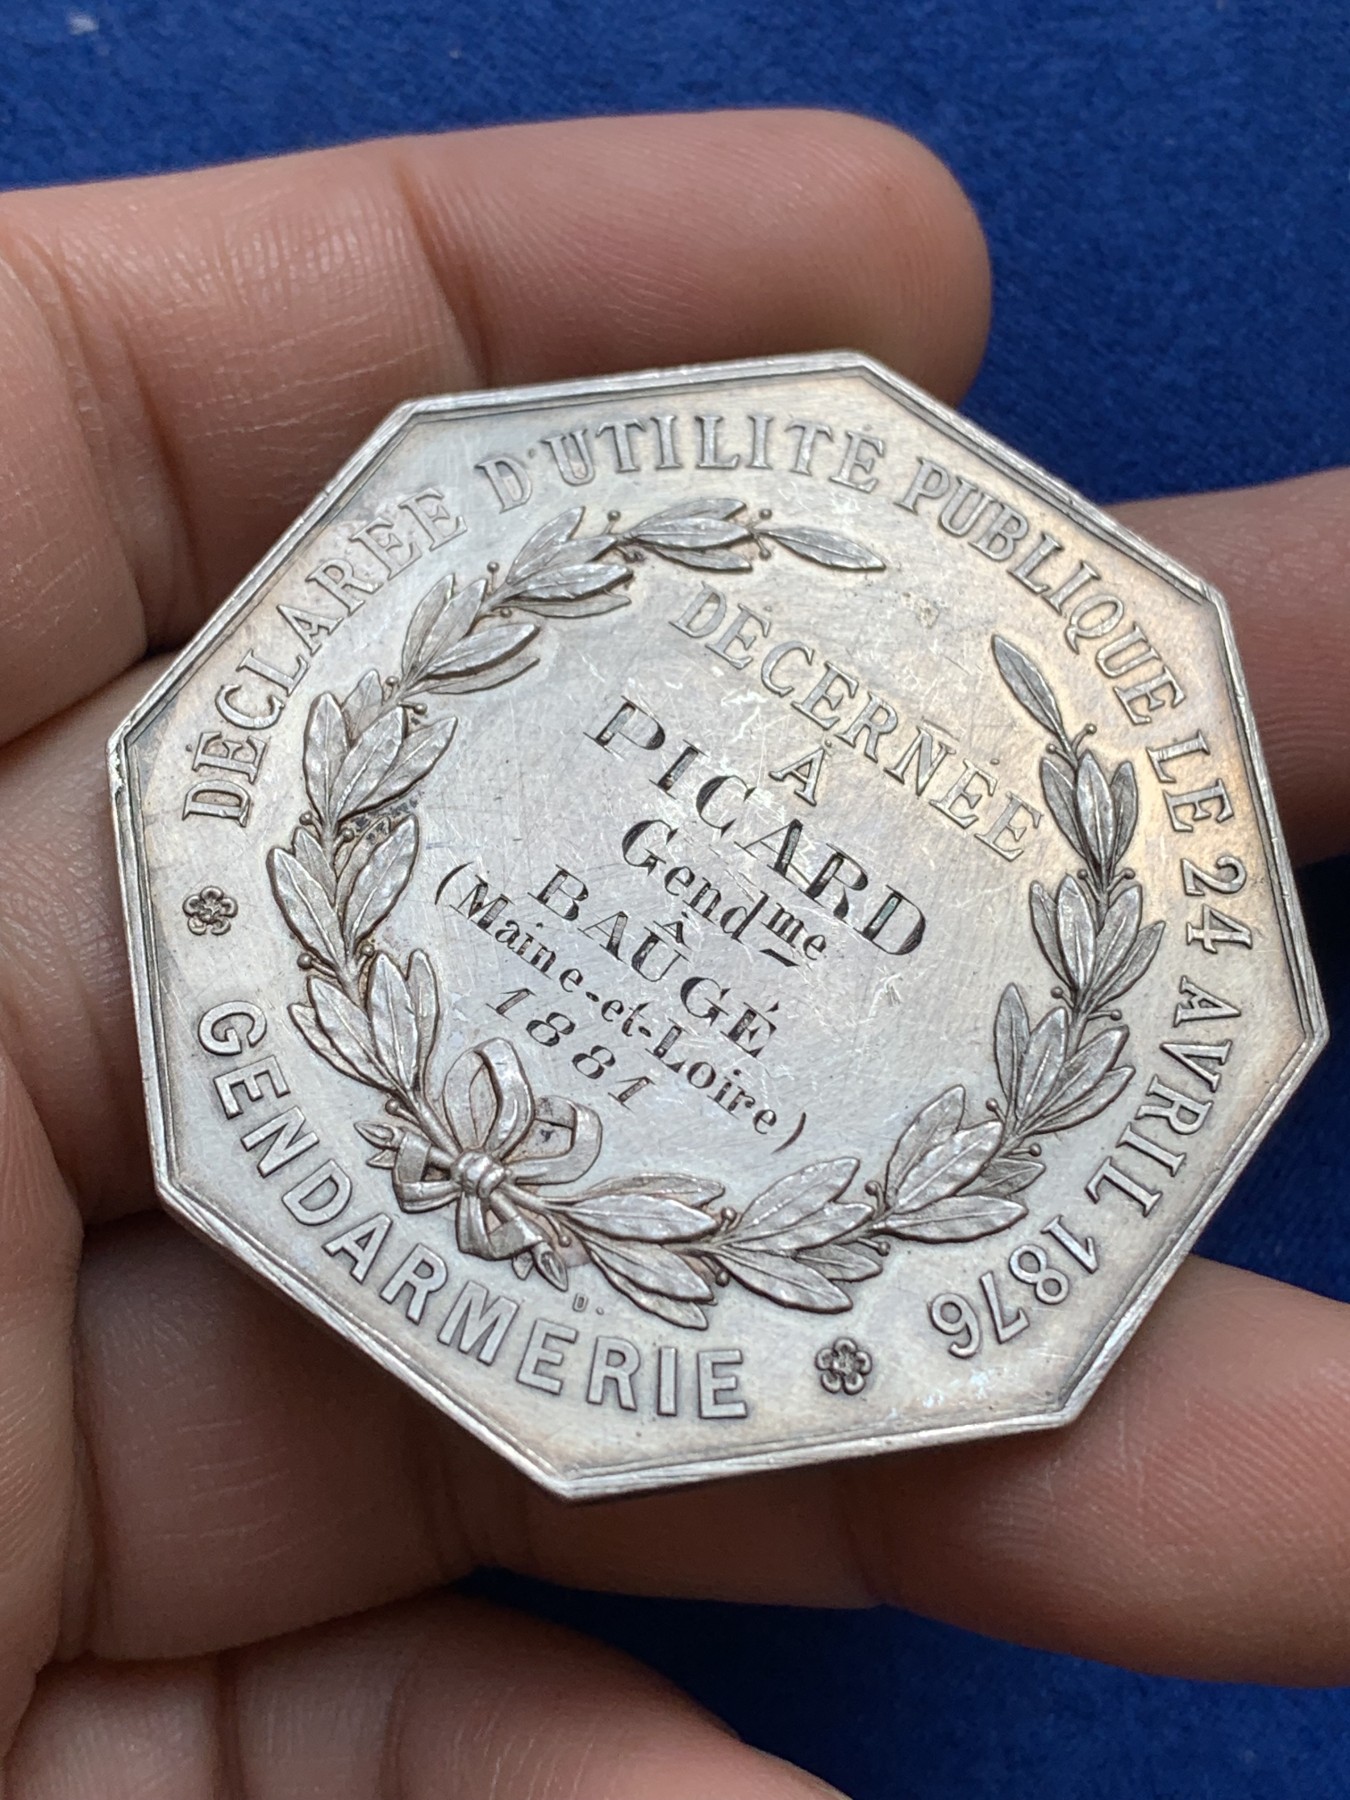 DÉCLARÉE D'UTILITÉ PUBLIQUE LE 24 AVRIL 1876
DÉCERNÉE
À
PICARD
Gendme
À
BAUGÉ
(Maine-et-Loire)
1881
D.
GENDARMERIE